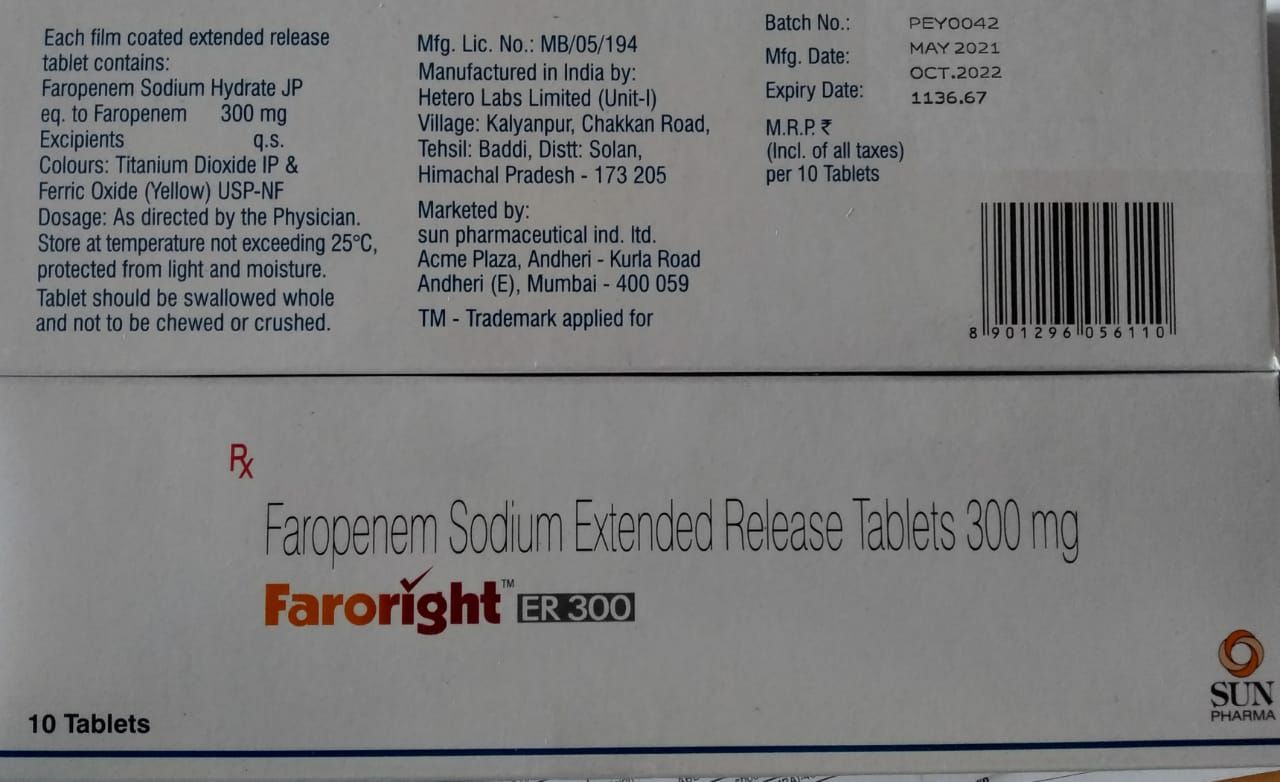 Each film coated extended release
tablet contains:
Faropenem Sodium Hydrate JP
eq. to Faropenem 300 mg
Excipients q.s.
Colours: Titanium Dioxide IP &
Ferric Oxide (Yellow) USP-NF
Dosage: As directed by the Physician.
Store at temperature not exceeding 25°C,
protected from light and moisture.
Tablet should be swallowed whole
and not to be chewed or crushed.
Mfg. Lic. No.: MB/05/194
Manufactured in India by:
Hetero Labs Limited (Unit-I)
Village: Kalyanpur, Chakkan Road,
Tehsil: Baddi, Distt: Solan,
Himachal Pradesh - 173 205
Marketed by:
sun pharmaceutical ind. ltd.
Acme Plaza, Andheri - Kurla Road
Andheri (E), Mumbai - 400 059
TM - Trademark applied for
Batch No.: PEY0042
Mfg. Date: MAY 2021
Expiry Date: OCT.2022
M.R.P. ₹ 1136.67
(Incl. of all taxes)
per 10 Tablets
8 901296 056110
Rx
Faropenem Sodium Extended Release Tablets 300 mg
Faroright™ ER 300
10 Tablets
SUN
PHARMA